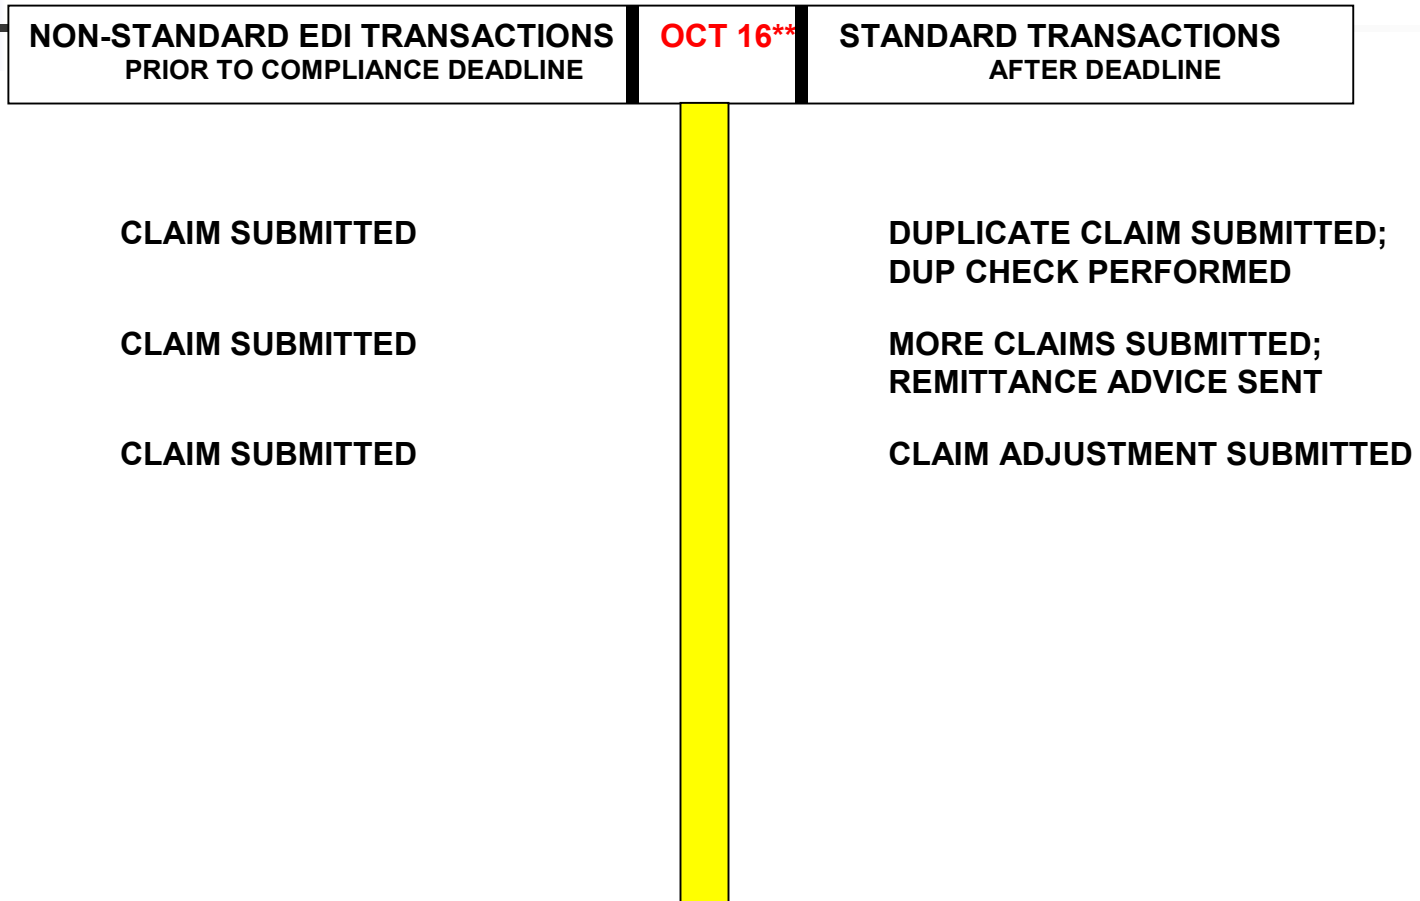 NON-STANDARD EDI TRANSACTIONS
PRIOR TO COMPLIANCE DEADLINE
OCT 16**
STANDARD TRANSACTIONS
AFTER DEADLINE
CLAIM SUBMITTED
DUPLICATE CLAIM SUBMITTED;
DUP CHECK PERFORMED
CLAIM SUBMITTED
MORE CLAIMS SUBMITTED;
REMITTANCE ADVICE SENT
CLAIM SUBMITTED
CLAIM ADJUSTMENT SUBMITTED